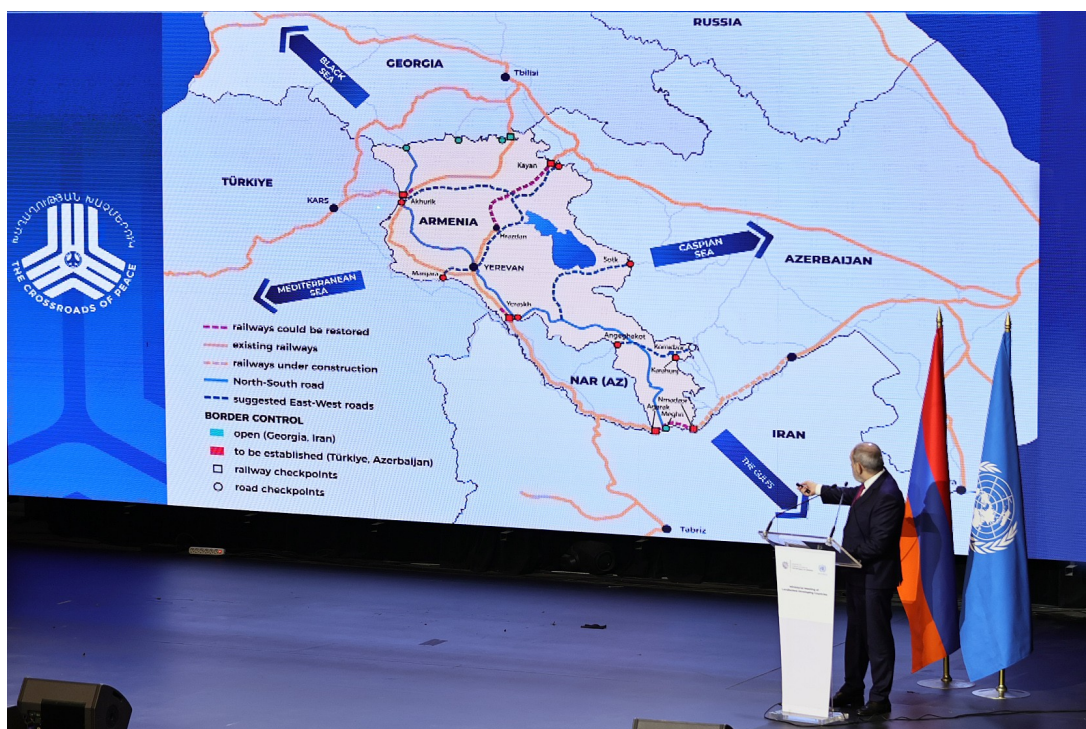 RUSSIA
BLACK
SEA
GEORGIA
Tbilisi
Kayan
TÜRKIYE
KARS
Akhurik
ԽԱՂԱՂՈՒԹՅԱՆ ԽԱՉՄԵՐՈՒԿ
THE CROSSROADS OF PEACE
ARMENIA
Hrazdan
CASPIAN
SEA
AZERBAIJAN
Sotk
YEREVAN
Margara
MEDITERRANEAN
SEA
Yeraskh
Angeghakot
Karahunj
NAR (AZ)
Agarak
Meghri
IRAN
THE GULFS
Tabriz
railways could be restored
existing railways
railways under construction
North-South road
suggested East-West roads
BORDER CONTROL
open (Georgia, Iran)
to be established (Türkiye, Azerbaijan)
railway checkpoints
road checkpoints